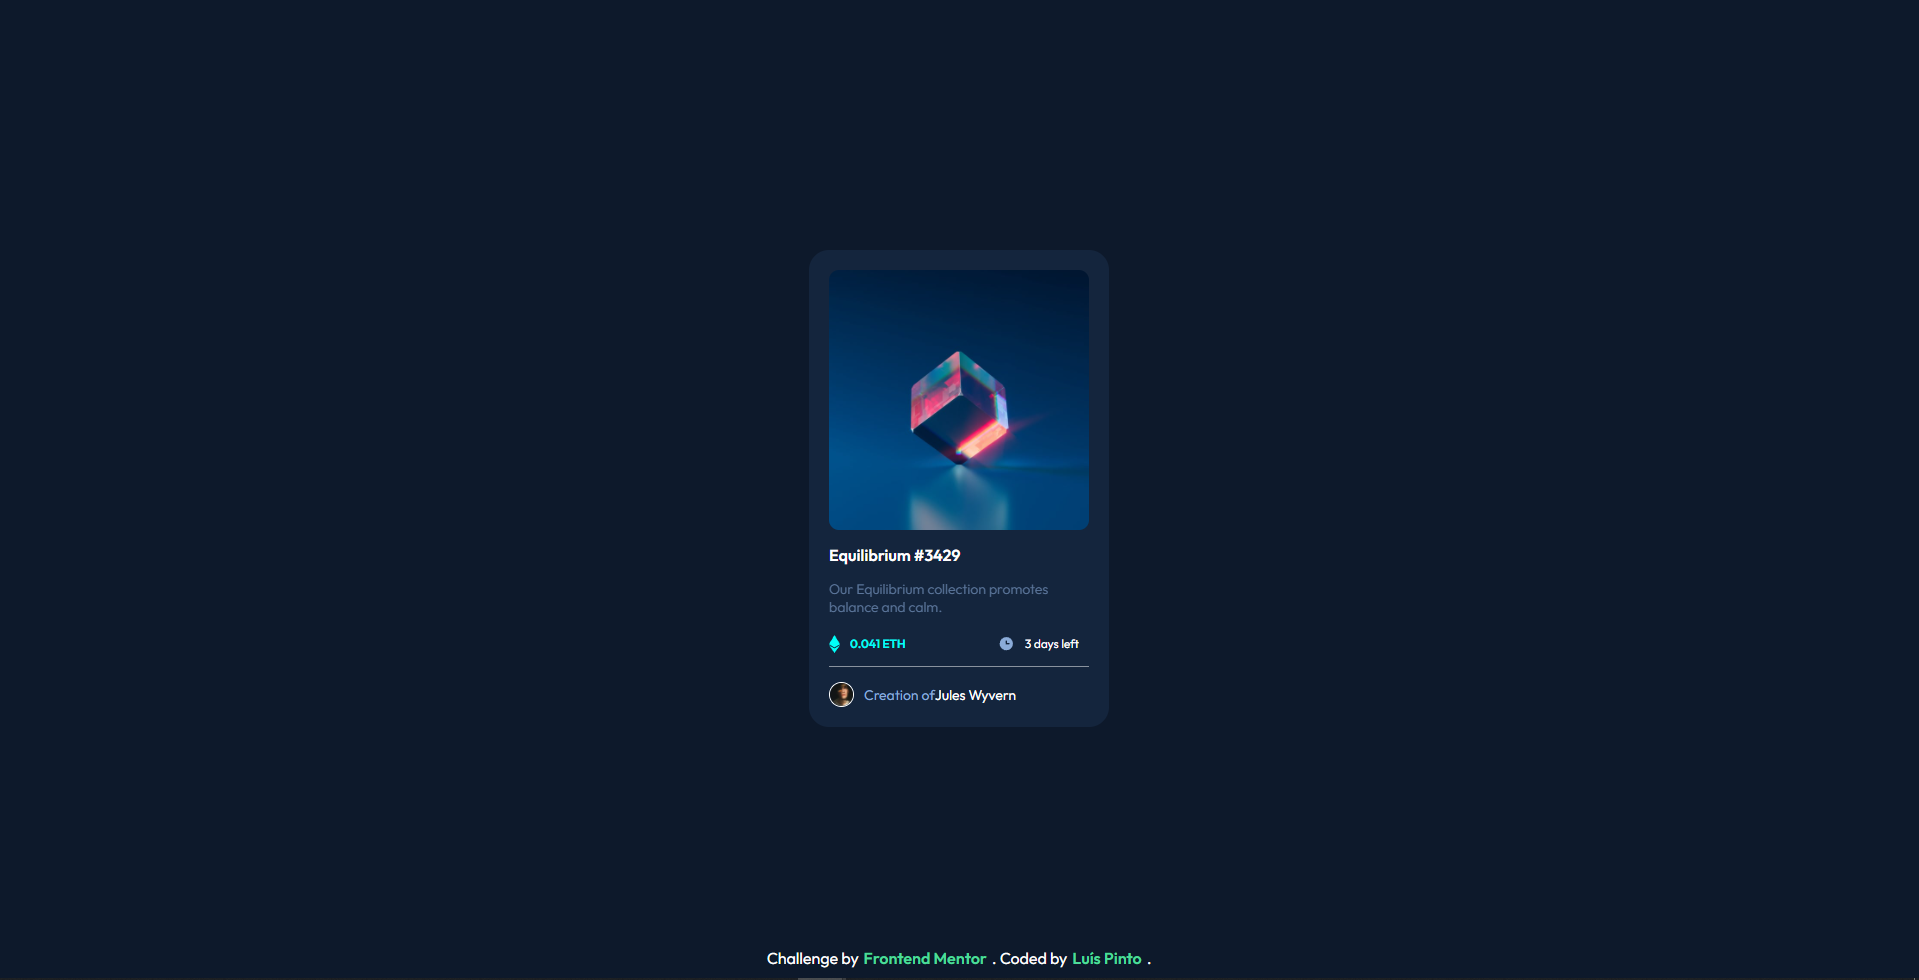 Equilibrium #3429
Our Equilibrium collection promotes
balance and calm.
0.041 ETH 3 days left
Creation ofJules Wyvern
Challenge by Frontend Mentor . Coded by Luís Pinto .